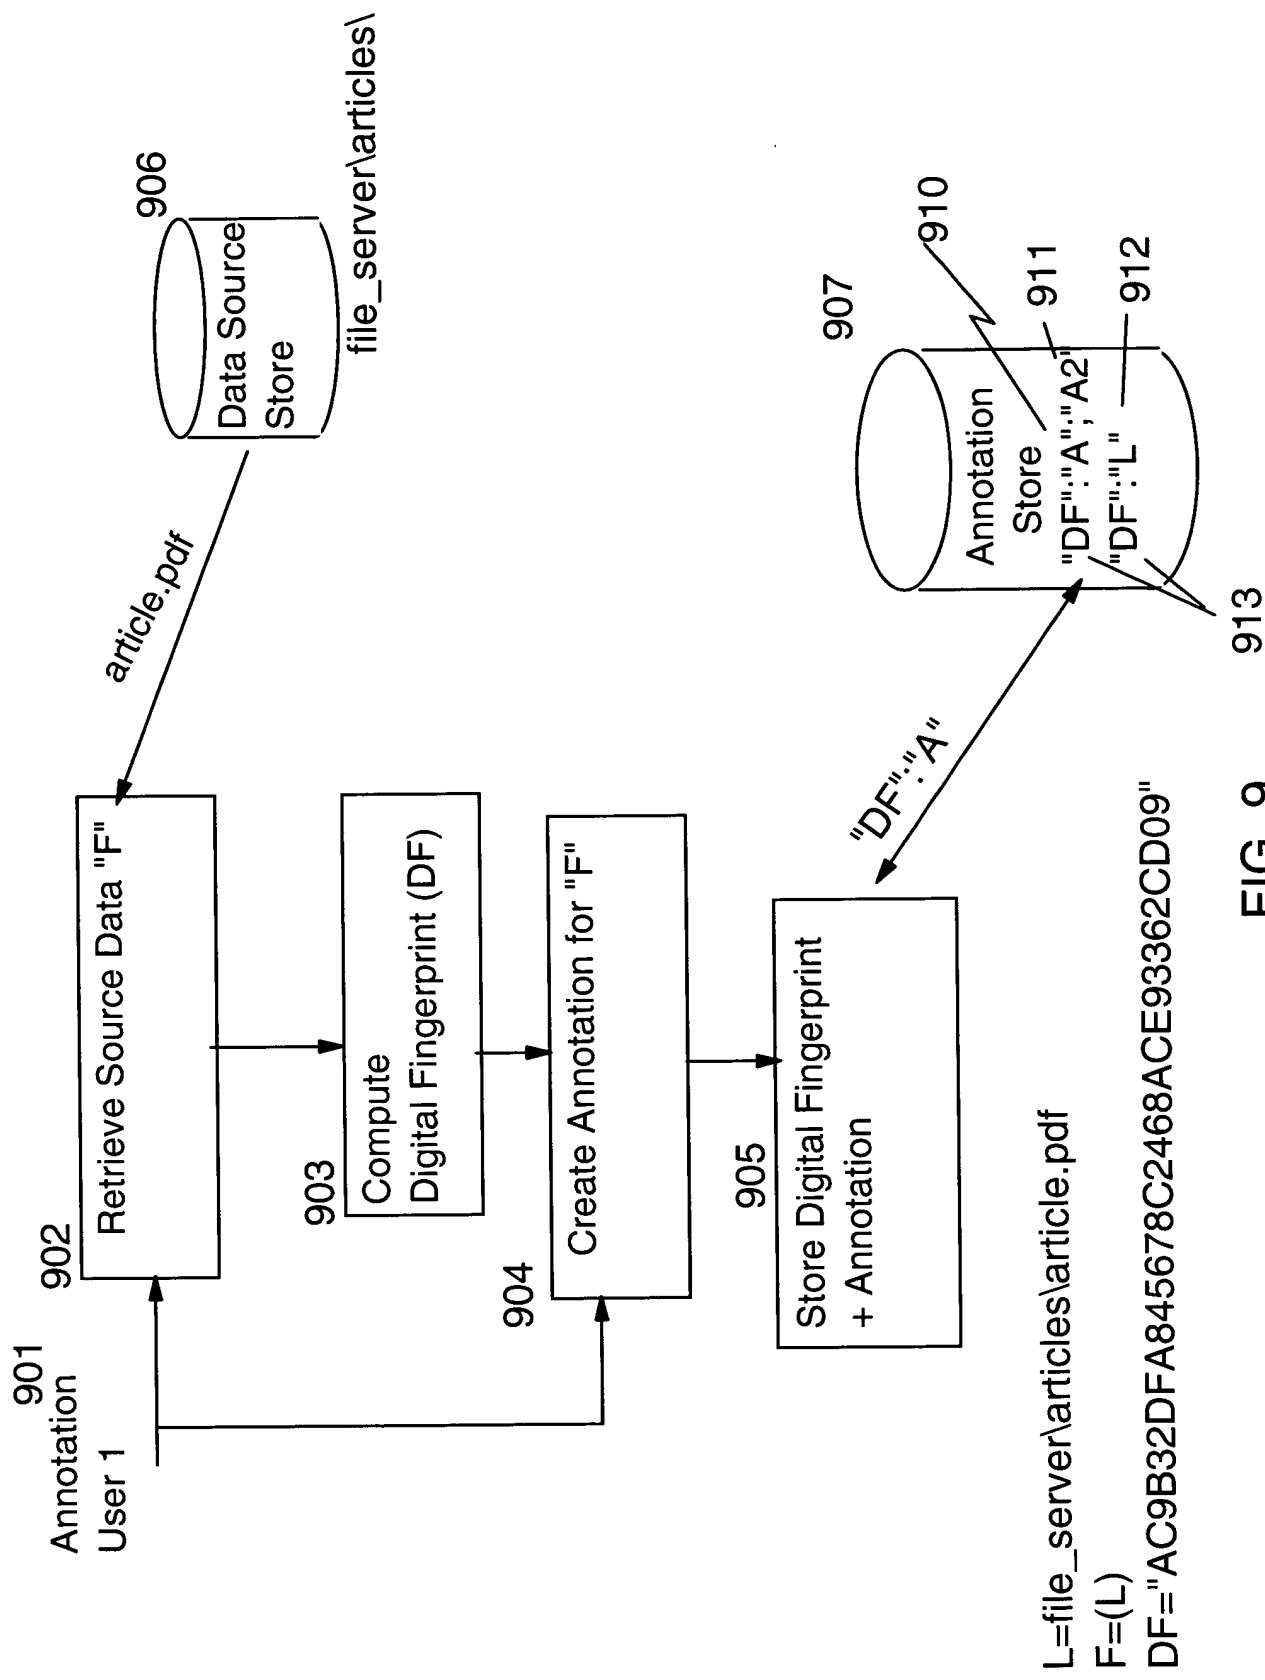 901
Annotation
User 1
902
Retrieve Source Data "F"
article.pdf
906
Data Source
Store
file_server\articles\
903
Compute
Digital Fingerprint (DF)
904
Create Annotation for "F"
905
Store Digital Fingerprint
+ Annotation
"DF":"A"
907
Annotation
Store
"DF":"A";"A2"
"DF":"L"
910
911
912
913
L=file_server\articles\article.pdf
F=(L)
DF="AC9B32DFA845678C2468ACE93362CD09"
FIG. 9